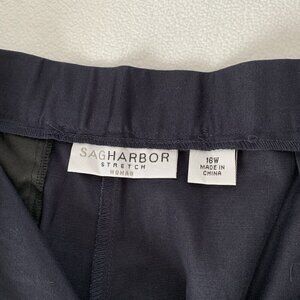 SAGHARBOR
STRETCH
WOMAN
16W
MADE IN
CHINA